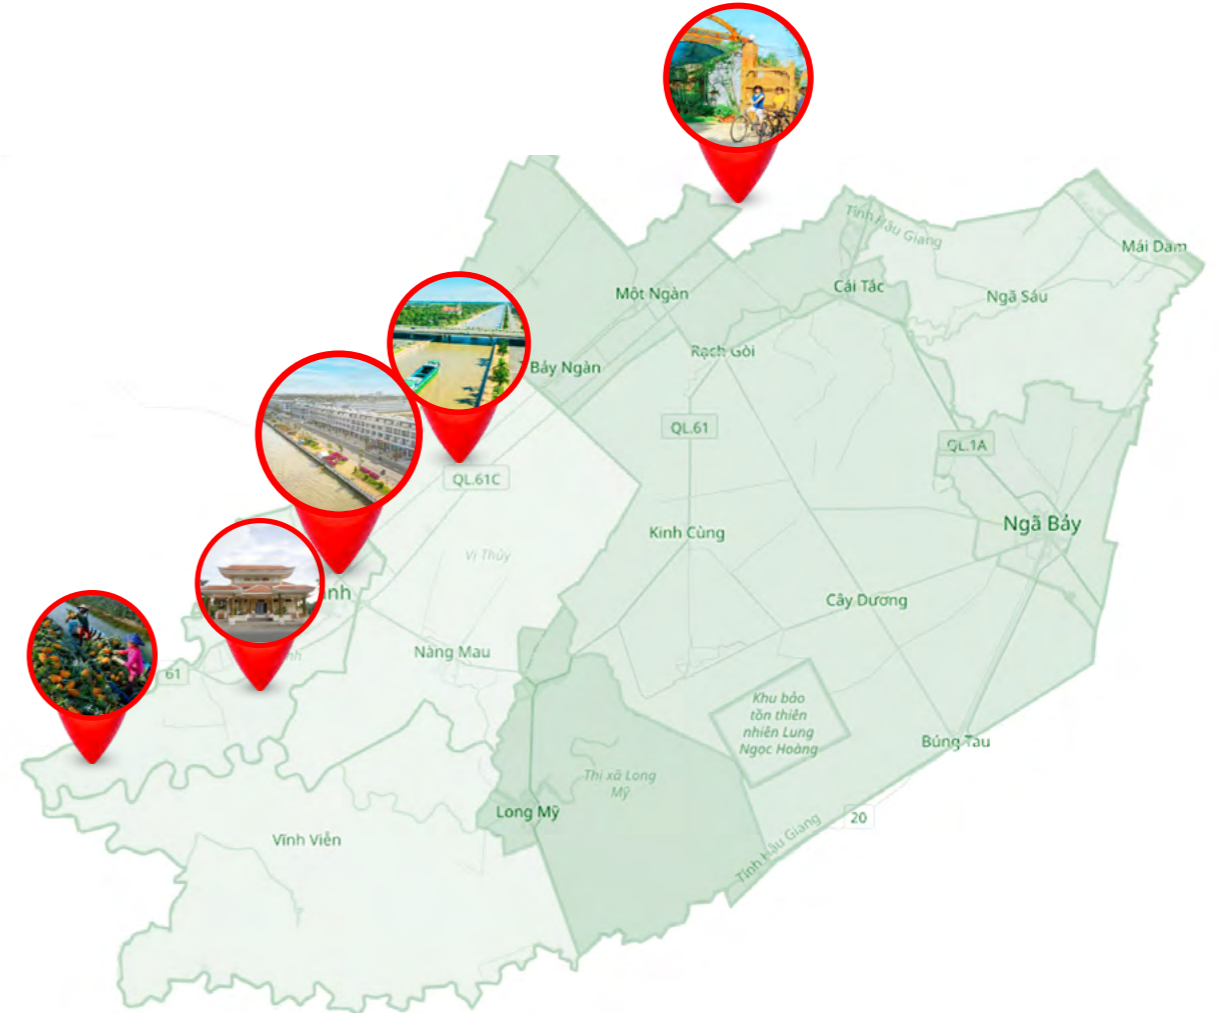 Tỉnh Hậu Giang
Mái Dầm
Cái Tắc
Một Ngàn
Ngã Sáu
Rạch Gòi
Bảy Ngàn
QL.61
QL.1A
QL.61C
Ngã Bảy
Kinh Cùng
Vị Thủy
Cây Dương
Nàng Mau
61
Khu bảo
tồn thiên
nhiên Lung
Ngọc Hoàng
Búng Tàu
Thị xã Long
Mỹ
Long Mỹ
20
Vĩnh Viễn
Tỉnh Hậu Giang